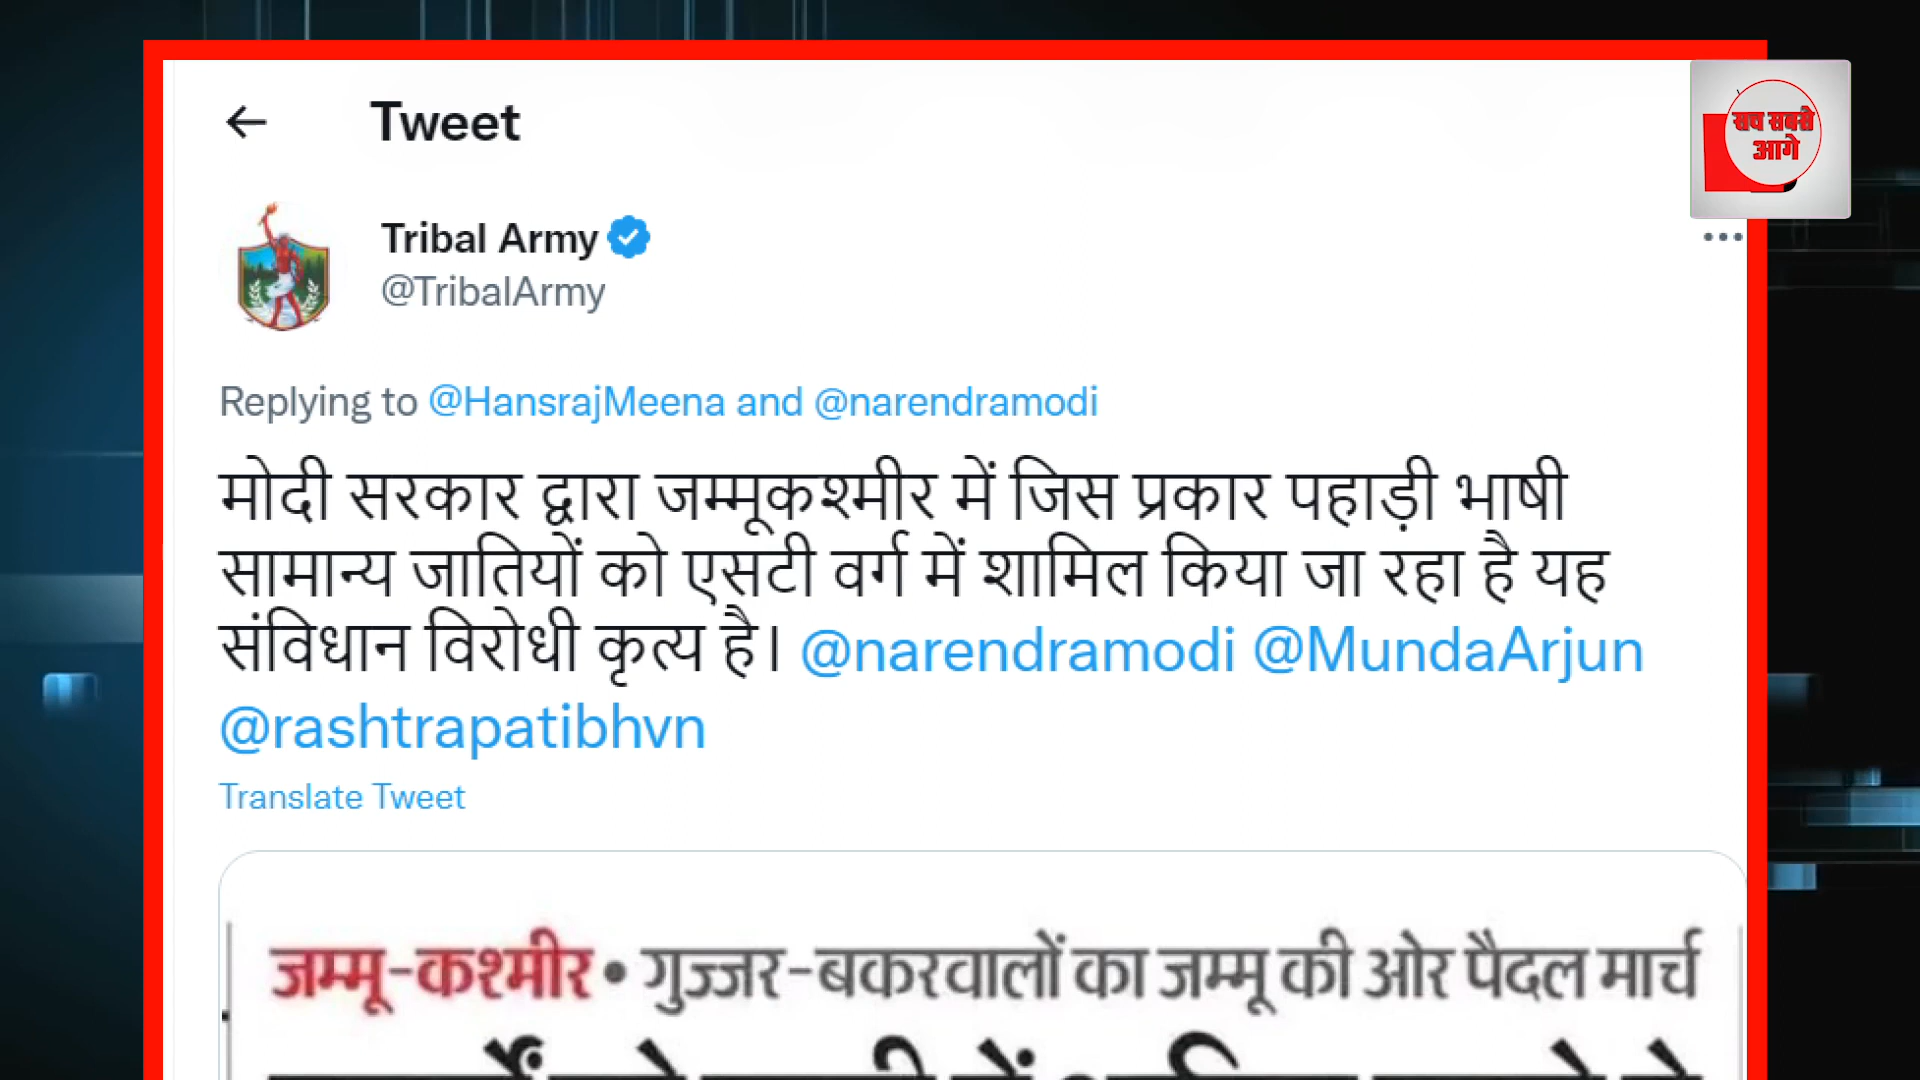 सच सबसे
आगे
Tweet
Tribal Army
@TribalArmy
Replying to @HansrajMeena and @narendramodi
मोदी सरकार द्वारा जम्मूकश्मीर में जिस प्रकार पहाड़ी भाषी
सामान्य जातियों को एसटी वर्ग में शामिल किया जा रहा है यह
संविधान विरोधी कृत्य है। @narendramodi @MundaArjun
@rashtrapatibhvn
Translate Tweet
जम्मू-कश्मीर • गुज्जर-बकरवालों का जम्मू की ओर पैदल मार्च